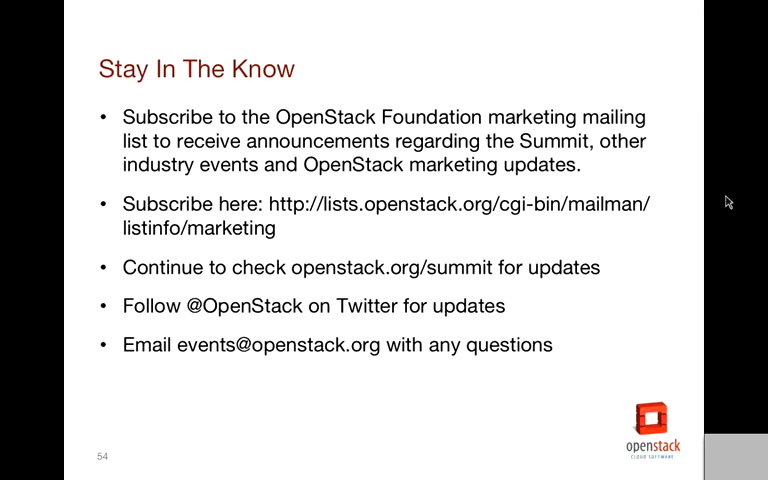 Stay In The Know
• Subscribe to the OpenStack Foundation marketing mailing
list to receive announcements regarding the Summit, other
industry events and OpenStack marketing updates.
• Subscribe here: http://lists.openstack.org/cgi-bin/mailman/
listinfo/marketing
• Continue to check openstack.org/summit for updates
• Follow @OpenStack on Twitter for updates
• Email events@openstack.org with any questions
openstack
CLOUD SOFTWARE
54